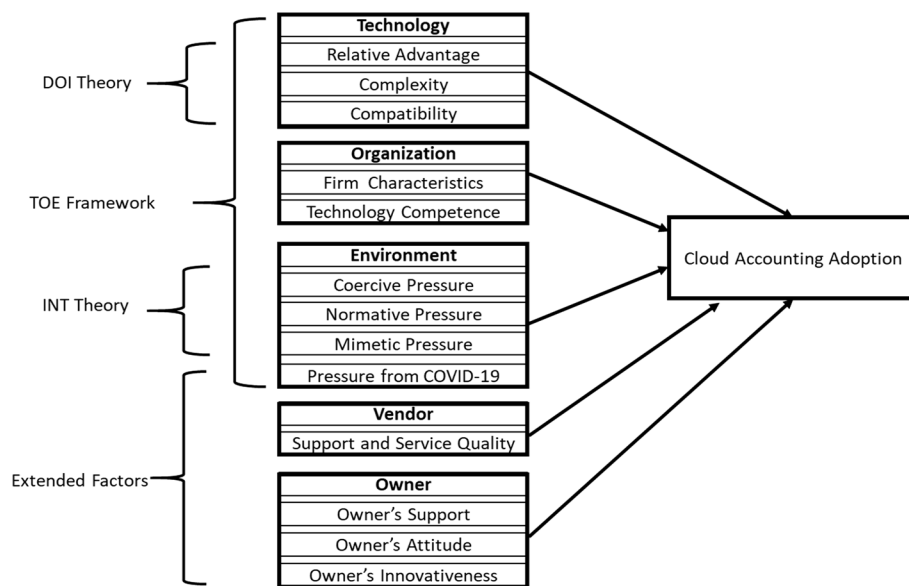 Technology
Relative Advantage
DOI Theory
Complexity
Compatibility
Organization
Firm Characteristics
TOE Framework
Technology Competence
Environment
Cloud Accounting Adoption
Coercive Pressure
INT Theory
Normative Pressure
Mimetic Pressure
Pressure from COVID-19
Vendor
Support and Service Quality
Extended Factors
Owner
Owner’s Support
Owner’s Attitude
Owner’s Innovativeness